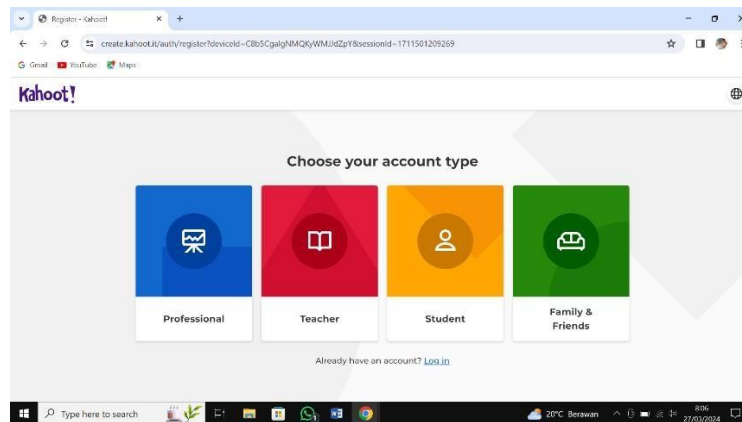 Register - Kahoot!
create.kahoot.it/auth/register?deviceId=C8b5CgalgNMQKyWMJJdZpY&sessionId=1711501209269
Gmail YouTube Maps
Kahoot!
Choose your account type
Professional
Teacher
Student
Family &
Friends
Already have an account? Log in
Type here to search
20°C Berawan
8:06
27/03/2024